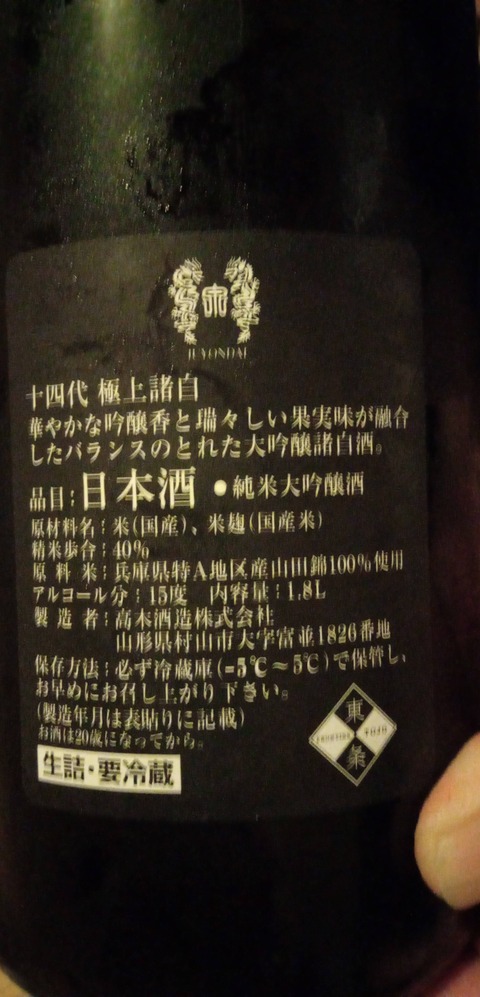 JUYONDAI
十四代 極上諸白
華やかな吟醸香と瑞々しい果実味が融合
したバランスのとれた大吟醸諸白酒。
品目:日本酒 ●純米大吟醸酒
原材料名:米(国産)、米麹(国産米)
精米歩合:40%
原料米:兵庫県特A地区産山田錦100%使用
アルコール分:15度 内容量:1.8L
製造者:高木酒造株式会社
山形県村山市大字富並1826番地
保存方法:必ず冷蔵庫(-5℃~5℃)で保管し、
お早めにお召し上がり下さい。
(製造年月は表貼りに記載)
お酒は20歳になってから。
生詰・要冷蔵
東
FRONTIER TOJO
条